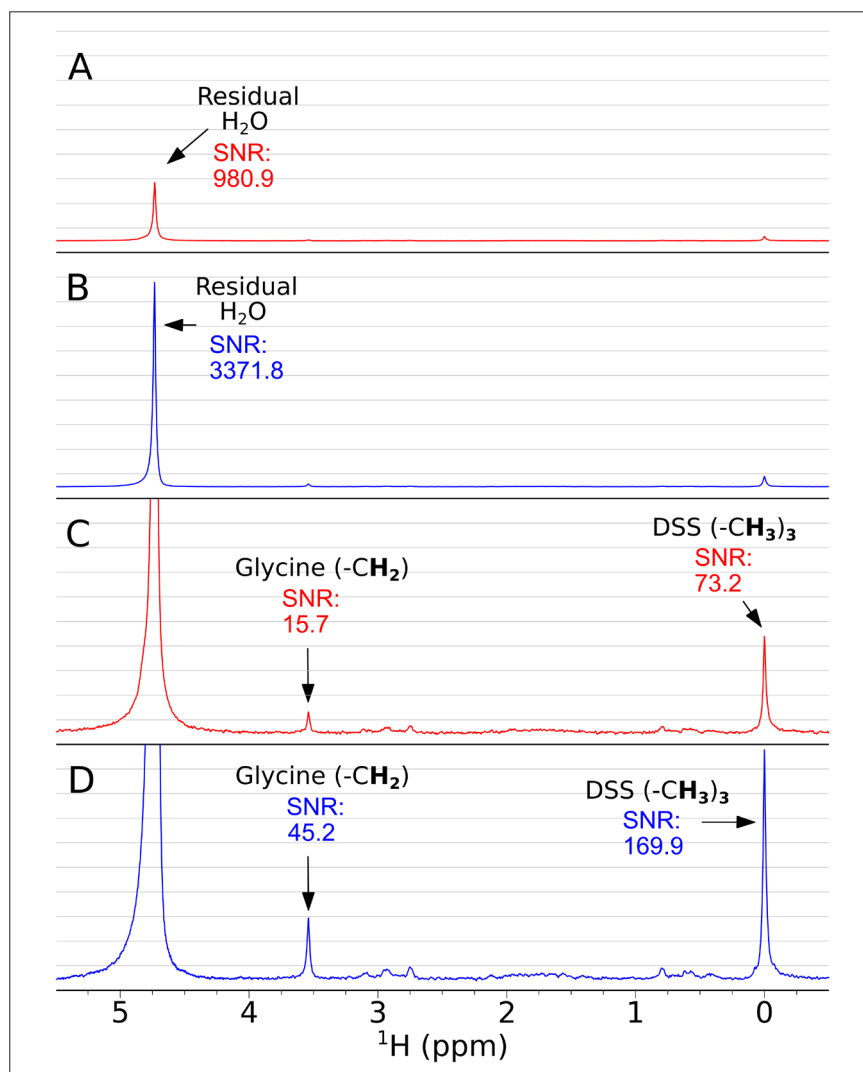 A
Residual
H₂O
SNR:
980.9
B
Residual
H₂O
SNR:
3371.8
C
Glycine (-CH₂)
SNR:
15.7
DSS (-CH₃)₃
SNR:
73.2
D
Glycine (-CH₂)
SNR:
45.2
DSS (-CH₃)₃
SNR:
169.9
5 4 3 2 1 0
¹H (ppm)